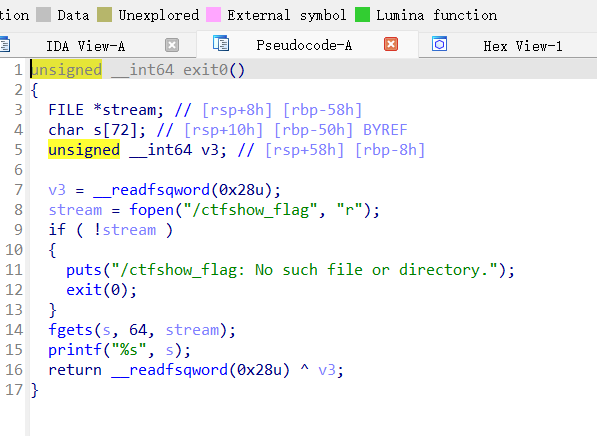 tion Data Unexplored External symbol Lumina function
IDA View-A Pseudocode-A Hex View-1
1 unsigned __int64 exit0()
2 {
3 FILE *stream; // [rsp+8h] [rbp-58h]
4 char s[72]; // [rsp+10h] [rbp-50h] BYREF
5 unsigned __int64 v3; // [rsp+58h] [rbp-8h]
6
7 v3 = __readfsqword(0x28u);
8 stream = fopen("/ctfshow_flag", "r");
9 if ( !stream )
10 {
11 puts("/ctfshow_flag: No such file or directory.");
12 exit(0);
13 }
14 fgets(s, 64, stream);
15 printf("%s", s);
16 return __readfsqword(0x28u) ^ v3;
17 }